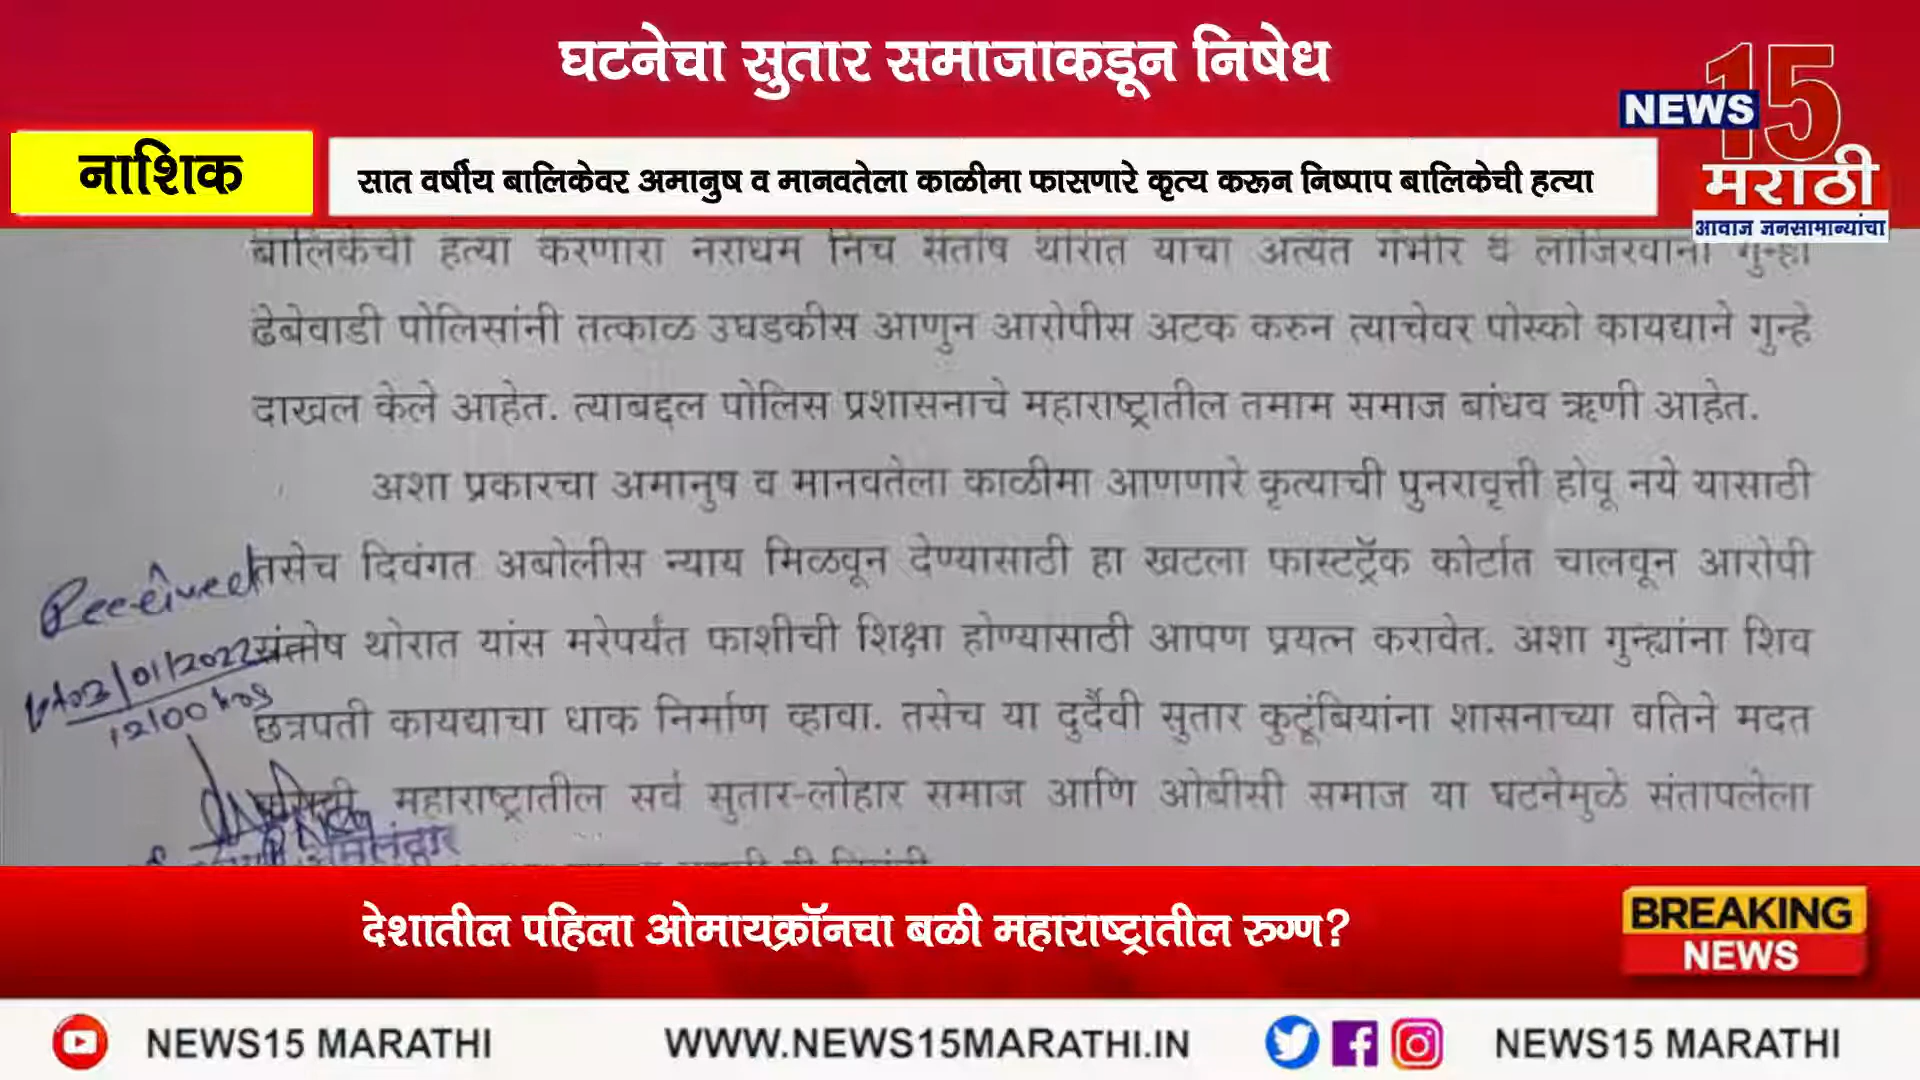 घटनेचा सुतार समाजाकडून निषेध
NEWS 15
मराठी
आवाज जनसामान्यांचा
नाशिक
सात वर्षीय बालिकेवर अमानुष व मानवतेला काळीमा फासणारे कृत्य करून निष्पाप बालिकेची हत्या
बालिकेची हत्या करणारा नराधम निच संतोष थोरात याचा अत्यंत गंभीर व लाजिरवाना गुन्हा
ढेबेवाडी पोलिसांनी तत्काळ उघडकीस आणुन आरोपीस अटक करुन त्याचेवर पोस्को कायद्याने गुन्हे
दाखल केले आहेत. त्याबद्दल पोलिस प्रशासनाचे महाराष्ट्रातील तमाम समाज बांधव ऋणी आहेत.
अशा प्रकारचा अमानुष व मानवतेला काळीमा आणणारे कृत्याची पुनरावृत्ती होवू नये यासाठी
तसेच दिवंगत अबोलीस न्याय मिळवून देण्यासाठी हा खटला फास्टट्रॅक कोर्टात चालवून आरोपी
संतोष थोरात यांस मरेपर्यंत फाशीची शिक्षा होण्यासाठी आपण प्रयत्न करावेत. अशा गुन्ह्यांना शिव
छत्रपती कायद्याचा धाक निर्माण व्हावा. तसेच या दुर्दैवी सुतार कुटूंबियांना शासनाच्या वतिने मदत
महाराष्ट्रातील सर्व सुतार-लोहार समाज आणि ओबीसी समाज या घटनेमुळे संतापलेला
Received
03/01/2022
12/00 hrs
अंमलदार
देशातील पहिला ओमायक्रॉनचा बळी महाराष्ट्रातील रुग्ण?
BREAKING
NEWS
NEWS15 MARATHI
WWW.NEWS15MARATHI.IN
NEWS15 MARATHI